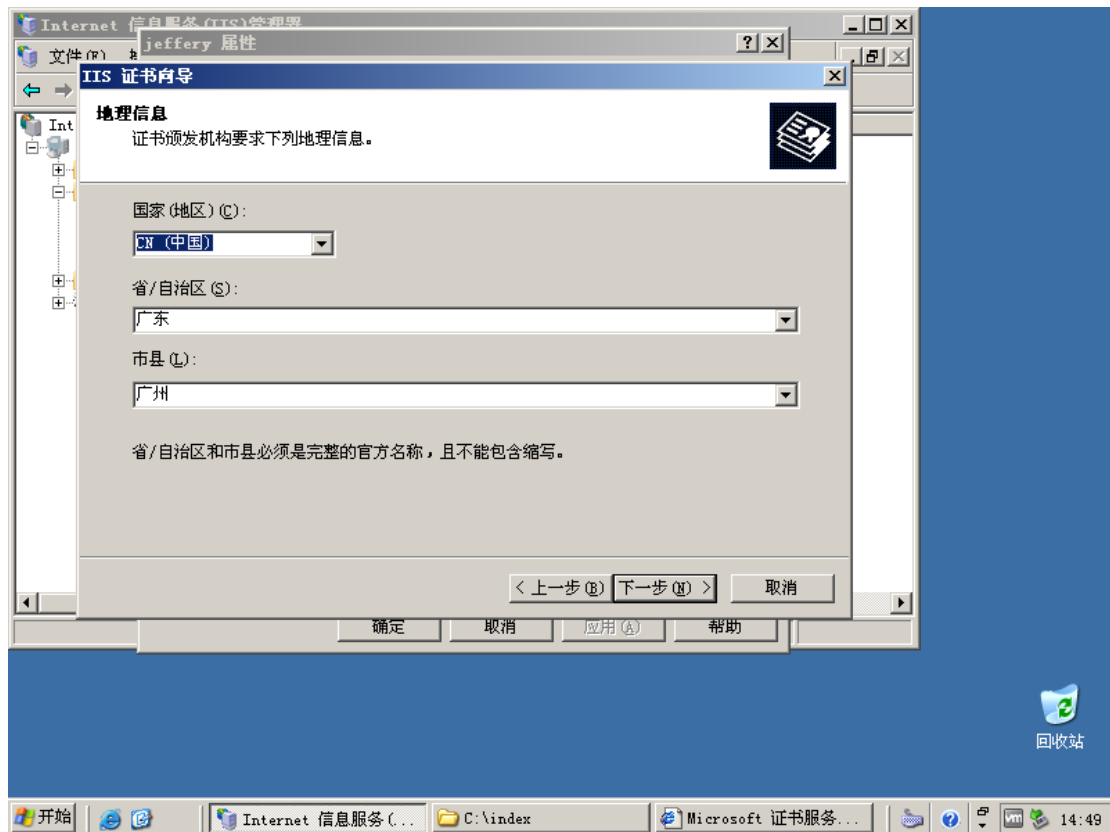 Internet 信息服务(IIS)管理器
jeffery 属性
文件(F)
IIS 证书向导
地理信息
证书颁发机构要求下列地理信息。
Int
国家(地区)(C):
CN (中国)
省/自治区(S):
广东
市县(L):
广州
省/自治区和市县必须是完整的官方名称，且不能包含缩写。
< 上一步(B) 下一步(N) > 取消
确定 取消 应用(A) 帮助
回收站
开始 Internet 信息服务(... C:\index Microsoft 证书服务... 14:49